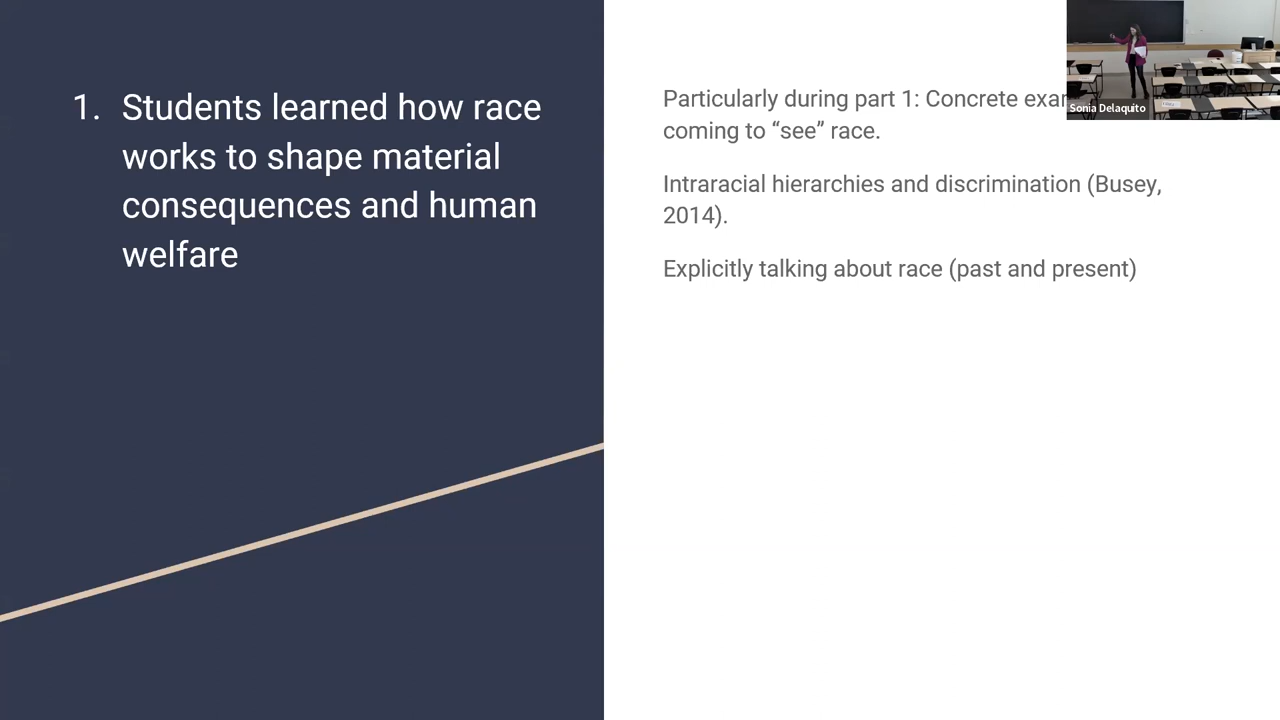 1. Students learned how race
works to shape material
consequences and human
welfare
Particularly during part 1: Concrete
coming to “see” race.
Intraracial hierarchies and discrimination (Busey,
2014).
Explicitly talking about race (past and present)
Sonia Delaquito